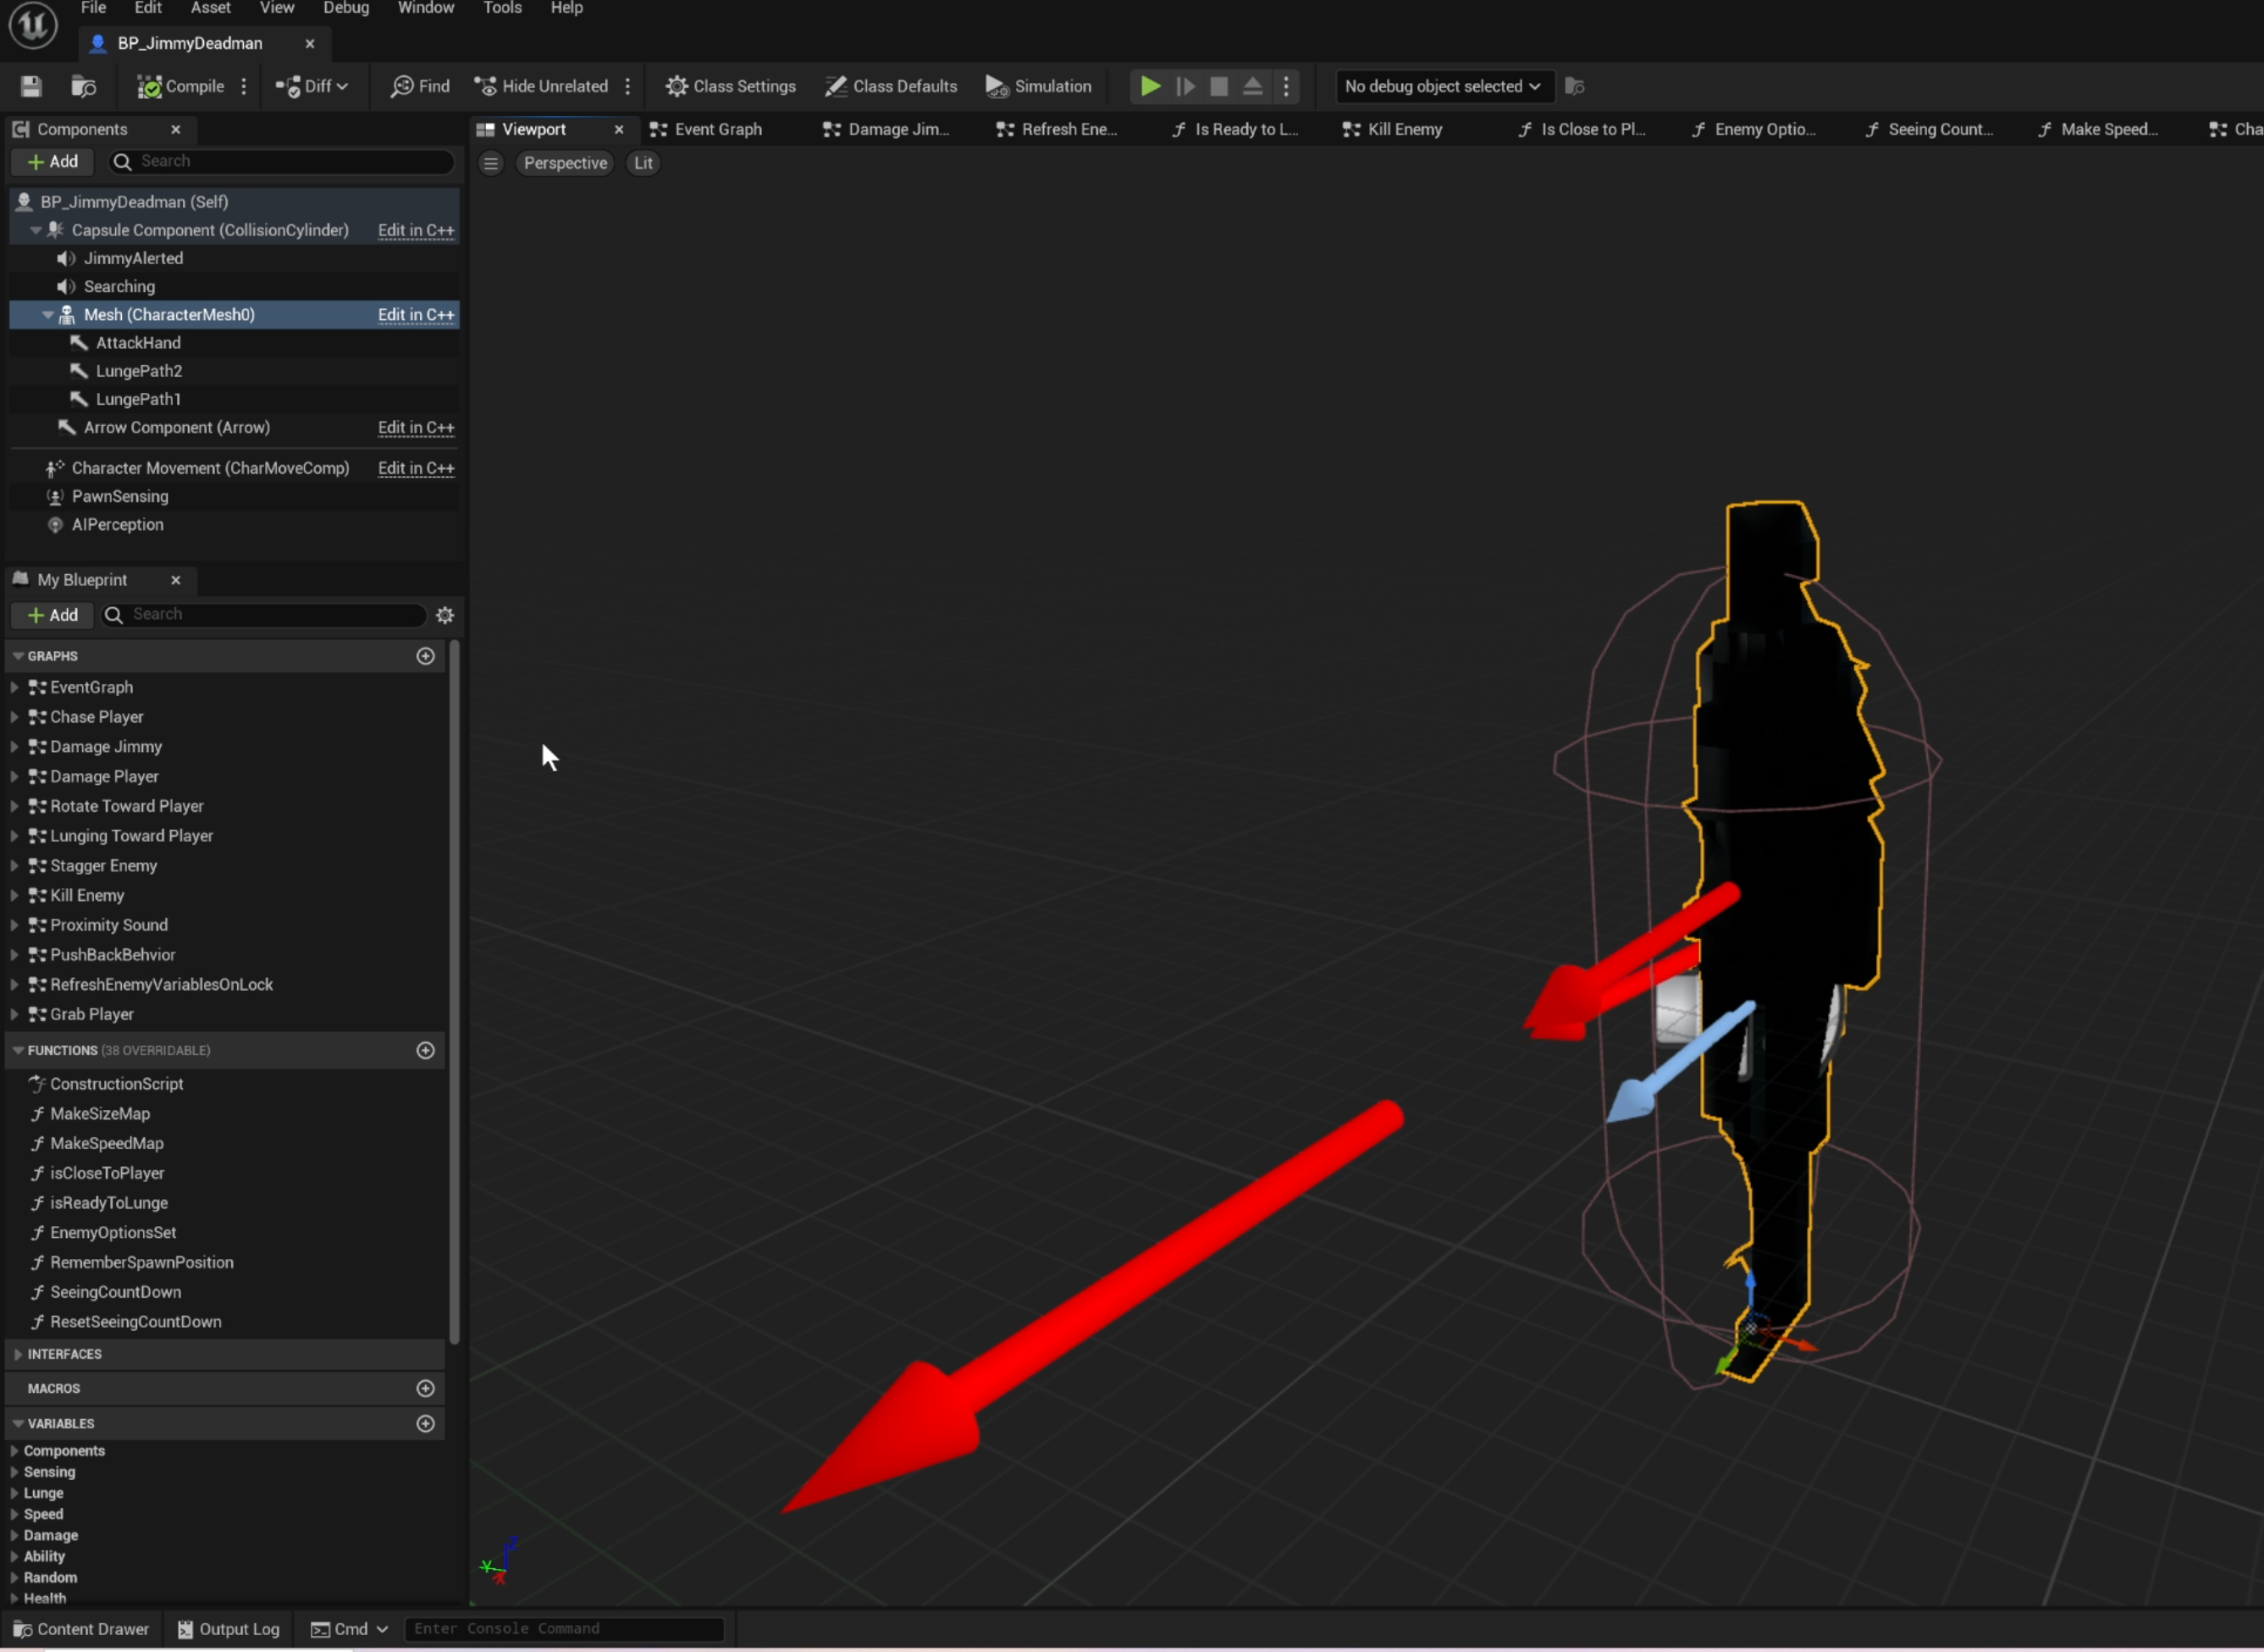 File Edit Asset View Debug Window Tools Help
BP_JimmyDeadman
Compile Diff Find Hide Unrelated Class Settings Class Defaults Simulation No debug object selected
Components
Viewport Event Graph Damage Jim... Refresh Ene... Is Ready to L... Kill Enemy Is Close to Pl... Enemy Optio... Seeing Count... Make Speed... Cha
Add Search
Perspective Lit
BP_JimmyDeadman (Self)
Capsule Component (CollisionCylinder) Edit in C++
JimmyAlerted
Searching
Mesh (CharacterMesh0) Edit in C++
AttackHand
LungePath2
LungePath1
Arrow Component (Arrow) Edit in C++
Character Movement (CharMoveComp) Edit in C++
PawnSensing
AIPerception
My Blueprint
Add Search
GRAPHS
EventGraph
Chase Player
Damage Jimmy
Damage Player
Rotate Toward Player
Lunging Toward Player
Stagger Enemy
Kill Enemy
Proximity Sound
PushBackBehvior
RefreshEnemyVariablesOnLock
Grab Player
FUNCTIONS (38 OVERRIDABLE)
ConstructionScript
MakeSizeMap
MakeSpeedMap
isCloseToPlayer
isReadyToLunge
EnemyOptionsSet
RememberSpawnPosition
SeeingCountDown
ResetSeeingCountDown
INTERFACES
MACROS
VARIABLES
Components
Sensing
Lunge
Speed
Damage
Ability
Random
Health
Z
Y
X
Content Drawer Output Log Cmd Enter Console Command